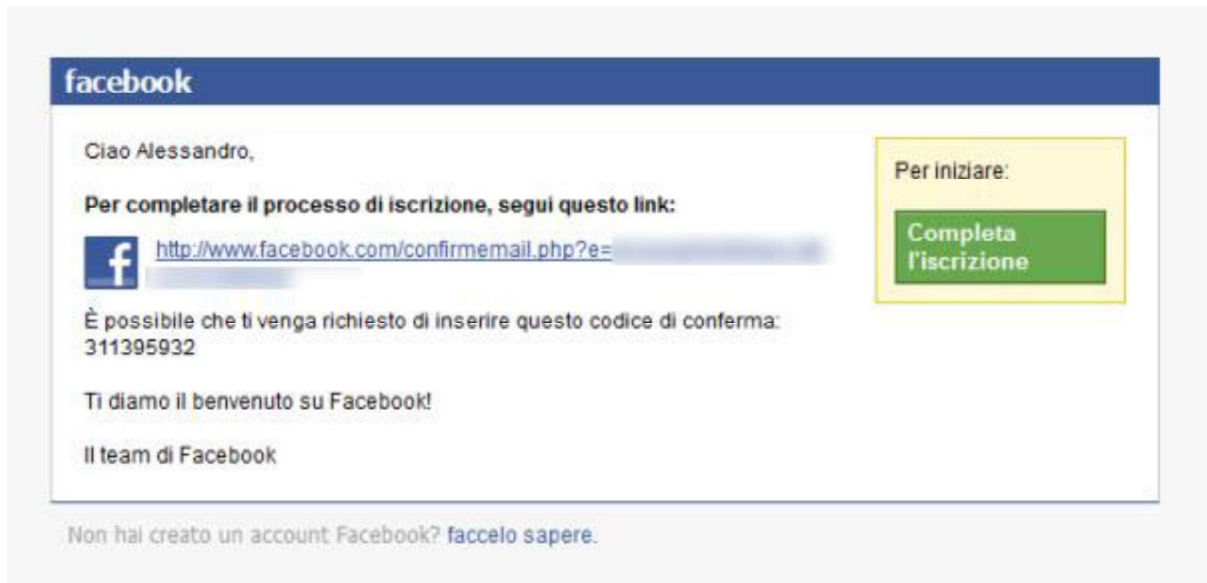 facebook
Ciao Alessandro,
Per completare il processo di iscrizione, segui questo link:
http://www.facebook.com/confirmemail.php?e=
È possibile che ti venga richiesto di inserire questo codice di conferma:
311395932
Ti diamo il benvenuto su Facebook!
Il team di Facebook
Per iniziare:
Completa
l'iscrizione
Non hai creato un account Facebook? faccelo sapere.